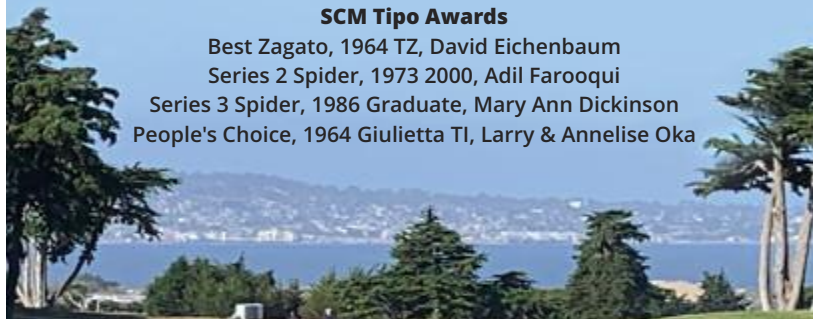 SCM Tipo Awards
Best Zagato, 1964 TZ, David Eichenbaum
Series 2 Spider, 1973 2000, Adil Farooqui
Series 3 Spider, 1986 Graduate, Mary Ann Dickinson
People's Choice, 1964 Giulietta TI, Larry & Annelise Oka